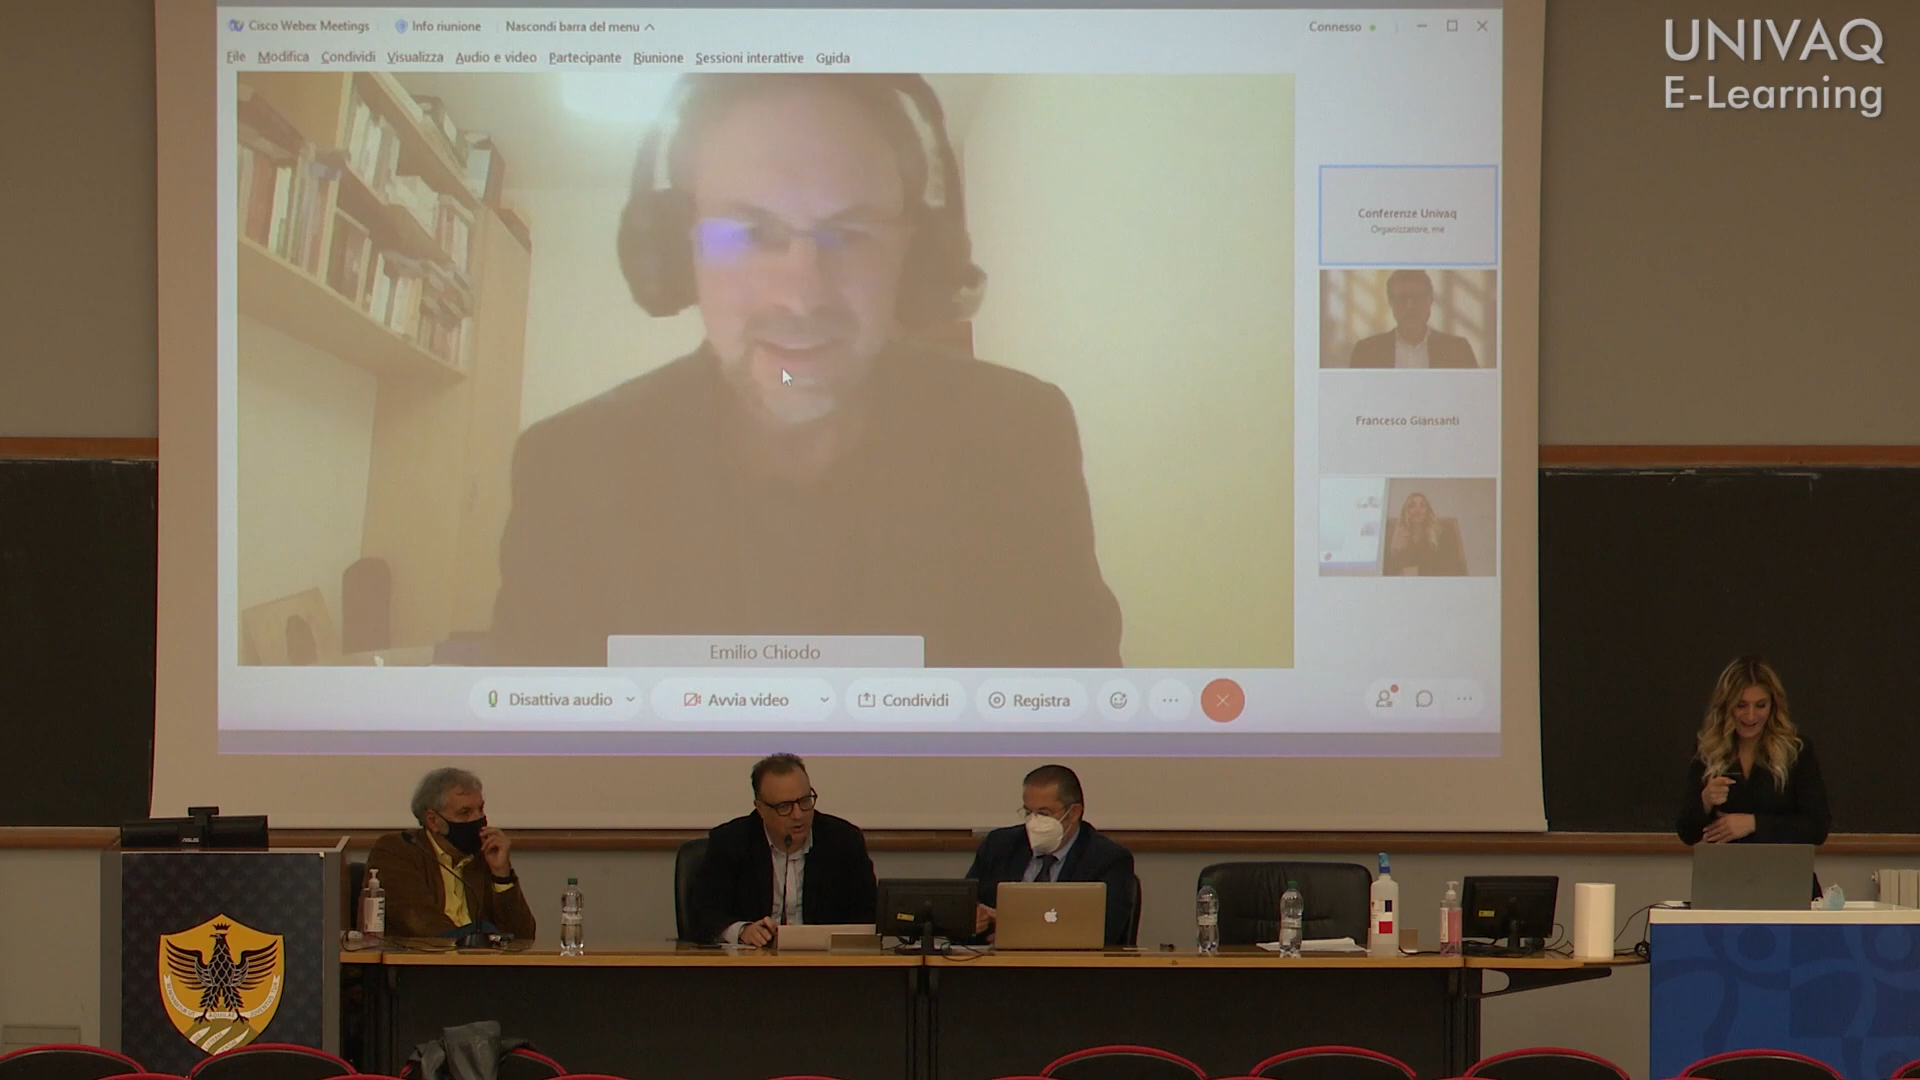 Cisco Webex Meetings
Info riunione
Nascondi barra del menu
Connesso
File Modifica Condividi Visualizza Audio e video Partecipante Riunione Sessioni interattive Guida
UNIVAQ
E-Learning
Conferenze Univaq
Organizzatore, me
Francesco Giansanti
Emilio Chiodo
Disattiva audio
Avvia video
Condividi
Registra